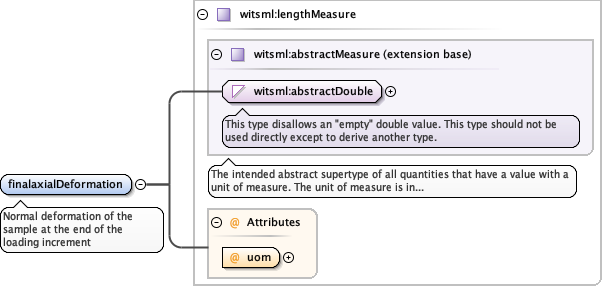 witsml:lengthMeasure
witsml:abstractMeasure (extension base)
witsml:abstractDouble
This type disallows an "empty" double value. This type should not be
used directly except to derive another type.
The intended abstract supertype of all quantities that have a value with a
unit of measure. The unit of measure is in...
finalaxialDeformation
Normal deformation of the
sample at the end of the
loading increment
@ Attributes
@ uom